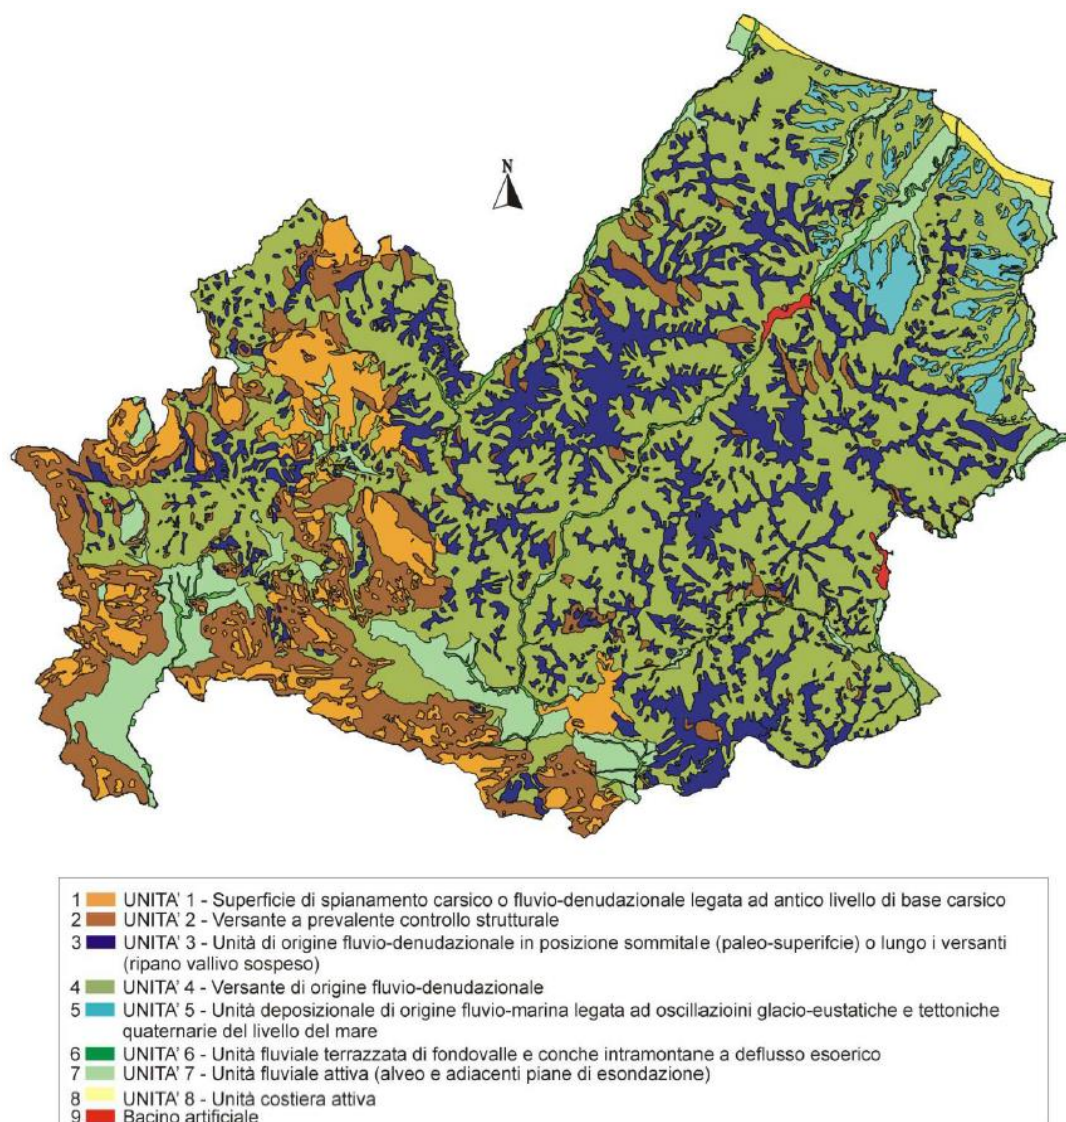 N
1 UNITA' 1 - Superficie di spianamento carsico o fluvio-denudazionale legata ad antico livello di base carsico
2 UNITA' 2 - Versante a prevalente controllo strutturale
3 UNITA' 3 - Unità di origine fluvio-denudazionale in posizione sommitale (paleo-superifcie) o lungo i versanti
(ripano vallivo sospeso)
4 UNITA' 4 - Versante di origine fluvio-denudazionale
5 UNITA' 5 - Unità deposizionale di origine fluvio-marina legata ad oscillazioini glacio-eustatiche e tettoniche
quaternarie del livello del mare
6 UNITA' 6 - Unità fluviale terrazzata di fondovalle e conche intramontane a deflusso esoerico
7 UNITA' 7 - Unità fluviale attiva (alveo e adiacenti piane di esondazione)
8 UNITA' 8 - Unità costiera attiva
9 Bacino artificiale